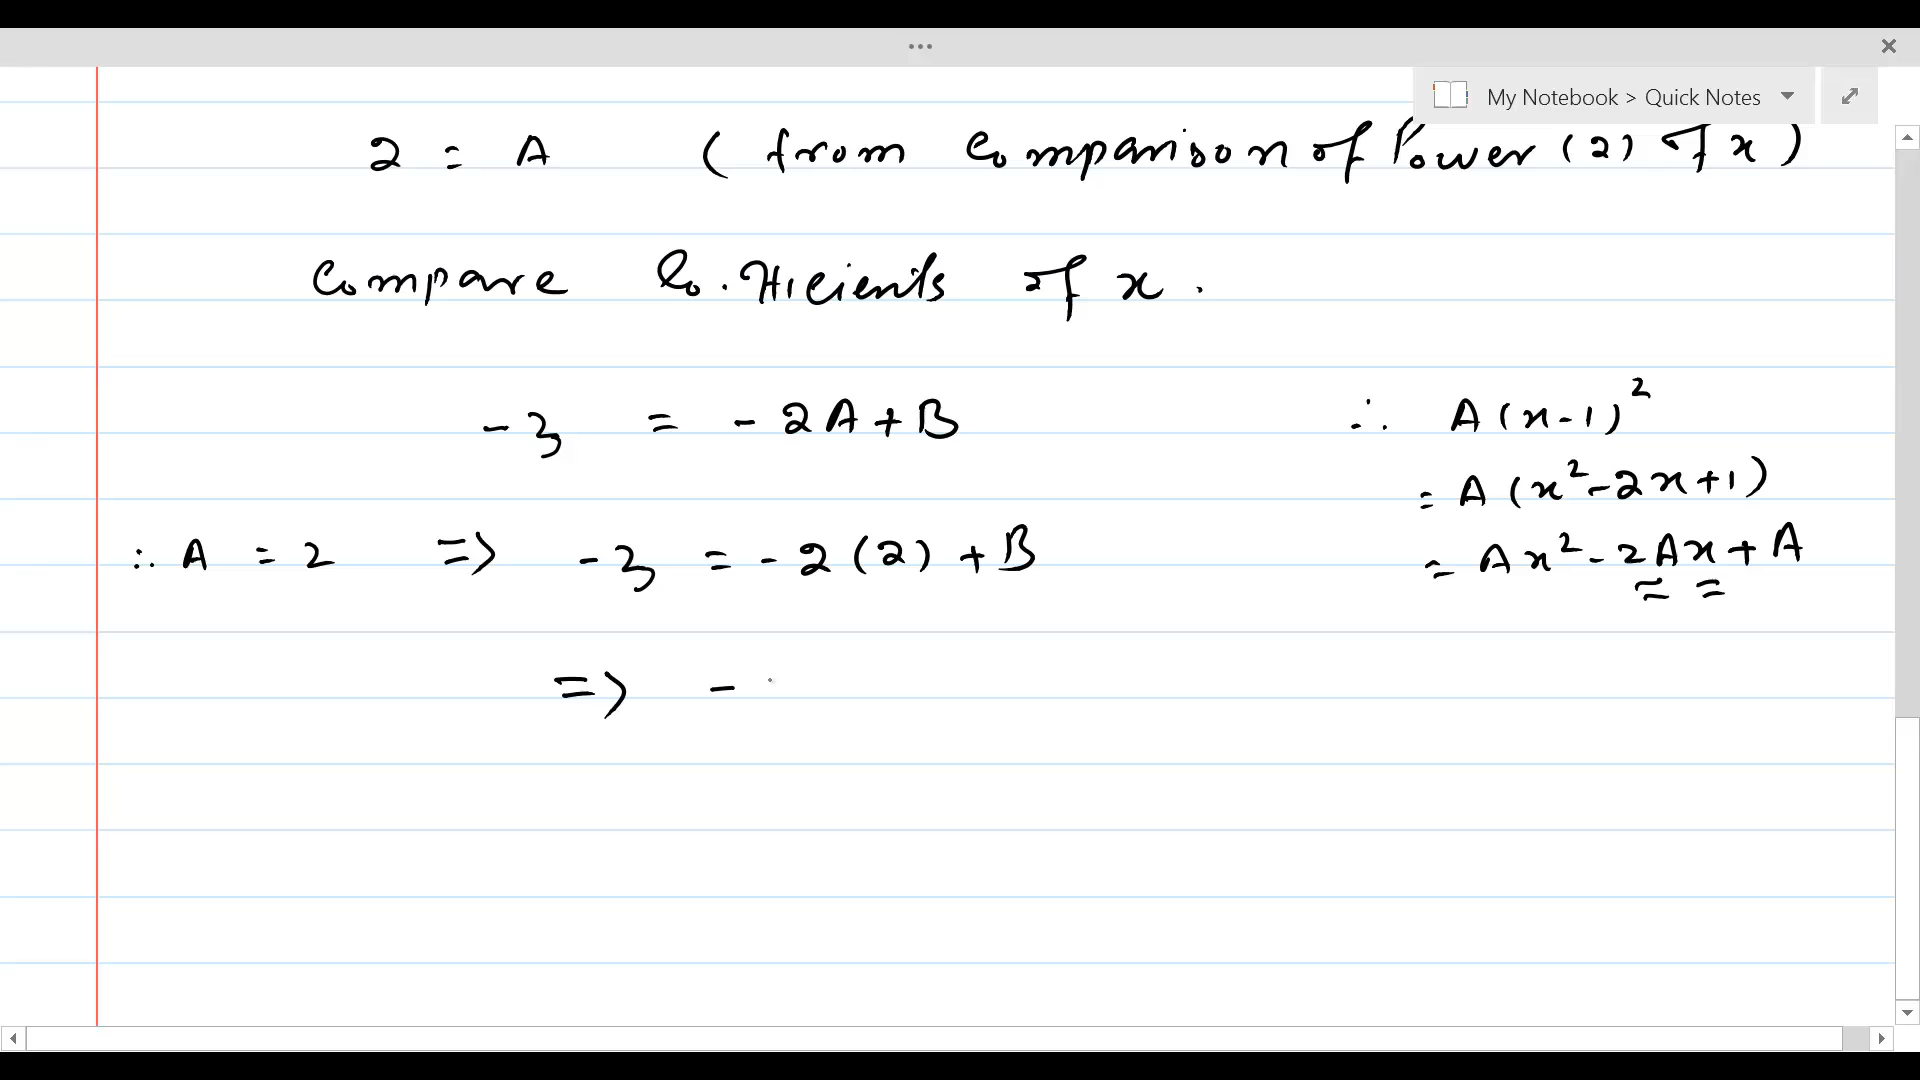 My Notebook > Quick Notes
2 = A ( from Comparison of Power (2) of x )
Compare Co.fficients of x .
-3 = -2A+B
∴ A(x-1)²
= A(x²-2x+1)
= Ax²-2Ax+A
∴ A = 2 => -3 = -2(2)+B
=> -